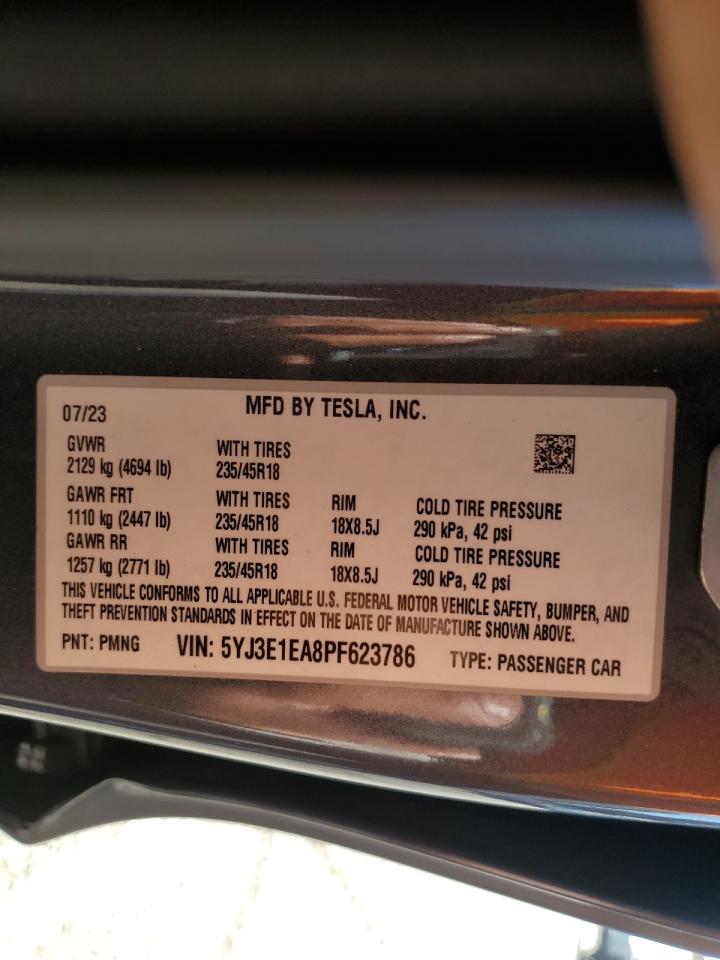 07/23 MFD BY TESLA, INC.
GVWR WITH TIRES
2129 kg (4694 lb) 235/45R18
GAWR FRT WITH TIRES RIM COLD TIRE PRESSURE
1110 kg (2447 lb) 235/45R18 18X8.5J 290 kPa, 42 psi
GAWR RR WITH TIRES RIM COLD TIRE PRESSURE
1257 kg (2771 lb) 235/45R18 18X8.5J 290 kPa, 42 psi
THIS VEHICLE CONFORMS TO ALL APPLICABLE U.S. FEDERAL MOTOR VEHICLE SAFETY, BUMPER, AND
THEFT PREVENTION STANDARDS IN EFFECT ON THE DATE OF MANUFACTURE SHOWN ABOVE.
PNT: PMNG VIN: 5YJ3E1EA8PF623786 TYPE: PASSENGER CAR